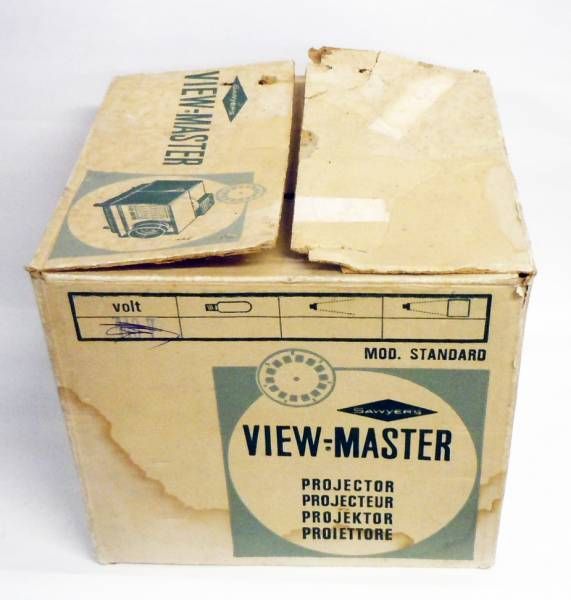 SAWYER'S
VIEW-MASTER
volt
MOD. STANDARD
SAWYER'S
VIEW-MASTER
PROJECTOR
PROJECTEUR
PROJEKTOR
PROIETTORE